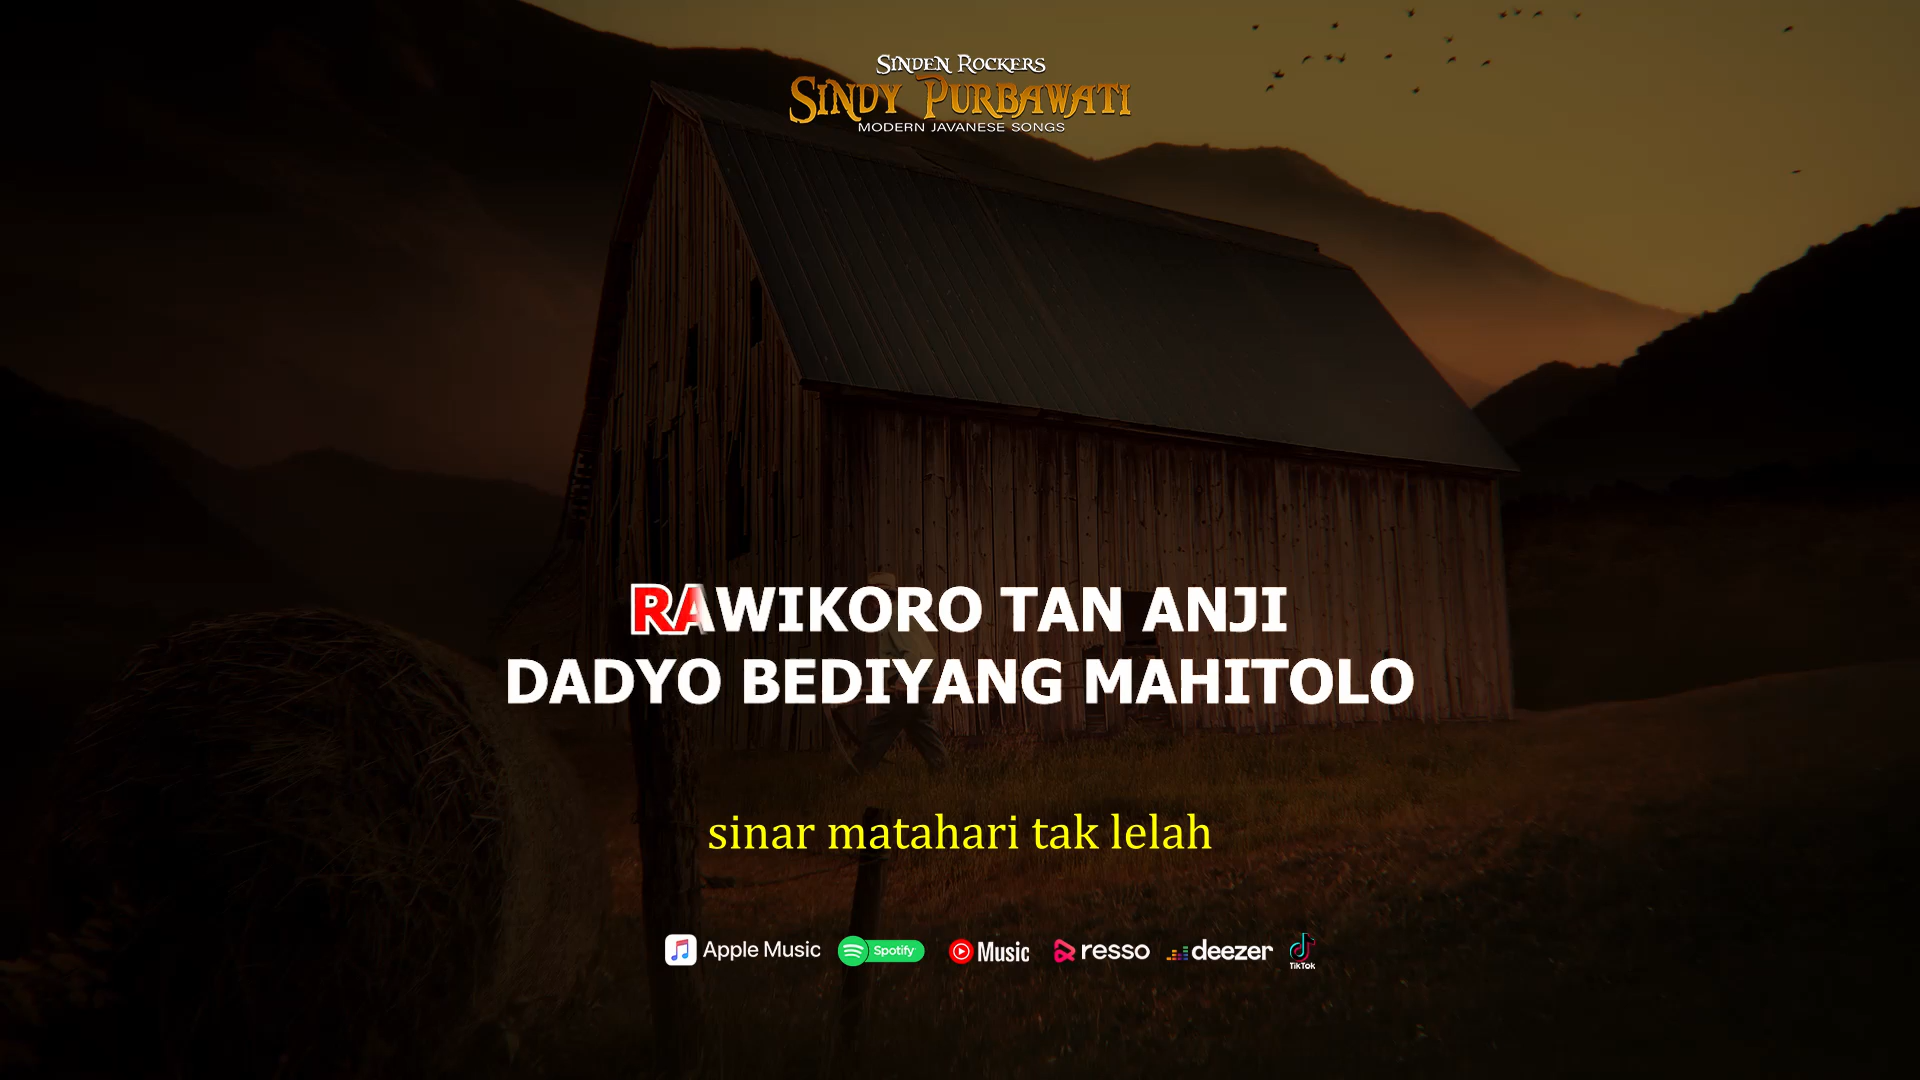 SINDEN ROCKERS
SINDY PURBAWATI
MODERN JAVANESE SONGS
RAWIKORO TAN ANJI
DADYO BEDIYANG MAHITOLO
sinar matahari tak lelah
Apple Music Spotify Music resso deezer TikTok